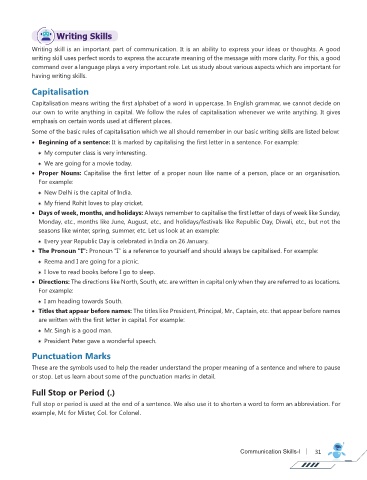 Writing Skills
Writing skill is an important part of communication. It is an ability to express your ideas or thoughts. A good
writing skill uses perfect words to express the accurate meaning of the message with more clarity. For this, a good
command over a language plays a very important role. Let us study about various aspects which are important for
having writing skills.
Capitalisation
Capitalisation means writing the first alphabet of a word in uppercase. In English grammar, we cannot decide on
our own to write anything in capital. We follow the rules of capitalisation whenever we write anything. It gives
emphasis on certain words used at different places.
Some of the basic rules of capitalisation which we all should remember in our basic writing skills are listed below:
• Beginning of a sentence: It is marked by capitalising the first letter in a sentence. For example:
• My computer class is very interesting.
• We are going for a movie today.
• Proper Nouns: Capitalise the first letter of a proper noun like name of a person, place or an organisation.
For example:
• New Delhi is the capital of India.
• My friend Rohit loves to play cricket.
• Days of week, months, and holidays: Always remember to capitalise the first letter of days of week like Sunday,
Monday, etc., months like June, August, etc., and holidays/festivals like Republic Day, Diwali, etc., but not the
seasons like winter, spring, summer, etc. Let us look at an example:
• Every year Republic Day is celebrated in India on 26 January.
• The Pronoun "I": Pronoun "I" is a reference to yourself and should always be capitalised. For example:
• Reema and I are going for a picnic.
• I love to read books before I go to sleep.
• Directions: The directions like North, South, etc. are written in capital only when they are referred to as locations.
For example:
• I am heading towards South.
• Titles that appear before names: The titles like President, Principal, Mr., Captain, etc. that appear before names
are written with the first letter in capital. For example:
• Mr. Singh is a good man.
• President Peter gave a wonderful speech.
Punctuation Marks
These are the symbols used to help the reader understand the proper meaning of a sentence and where to pause
or stop. Let us learn about some of the punctuation marks in detail.
Full Stop or Period (.)
Full stop or period is used at the end of a sentence. We also use it to shorten a word to form an abbreviation. For
example, Mr. for Mister, Col. for Colonel.
Communication Skills-I | 31